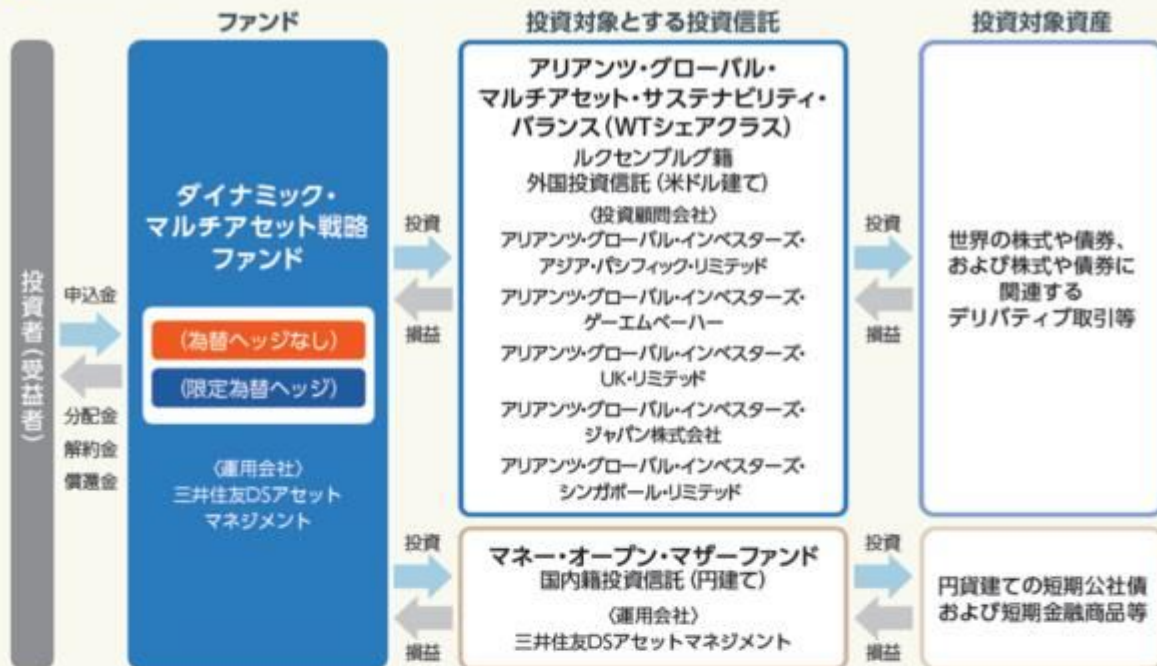 ファンド
投資対象とする投資信託
投資対象資産
投資者(受益者)
申込金
分配金
解約金
償還金
ダイナミック・
マルチアセット戦略
ファンド
(為替ヘッジなし)
(限定為替ヘッジ)
〈運用会社〉
三井住友DSアセット
マネジメント
投資
損益
アリアンツ・グローバル・
マルチアセット・サステナビリティ・
バランス(WTシェアクラス)
ルクセンブルグ籍
外国投資信託(米ドル建て)
〈投資顧問会社〉
アリアンツ・グローバル・インベスターズ・
アジア・パシフィック・リミテッド
アリアンツ・グローバル・インベスターズ・
ゲーエムベーハー
アリアンツ・グローバル・インベスターズ・
UK・リミテッド
アリアンツ・グローバル・インベスターズ・
ジャパン株式会社
アリアンツ・グローバル・インベスターズ・
シンガポール・リミテッド
投資
損益
世界の株式や債券、
および株式や債券に
関連する
デリバティブ取引等
投資
損益
マネー・オープン・マザーファンド
国内籍投資信託(円建て)
〈運用会社〉
三井住友DSアセットマネジメント
投資
損益
円貨建ての短期公社債
および短期金融商品等